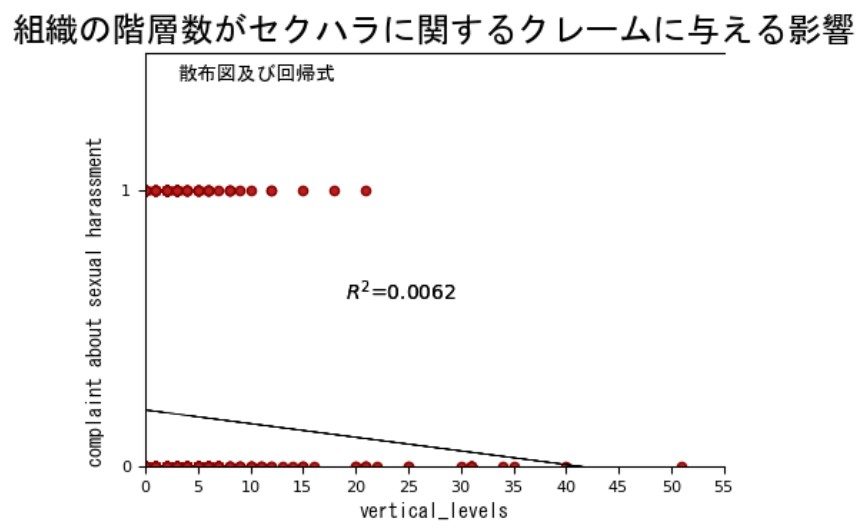 組織の階層数がセクハラに関するクレームに与える影響
散布図及び回帰式
complaint about sexual harassment
1
0
R²=0.0062
0 5 10 15 20 25 30 35 40 45 50 55
vertical_levels